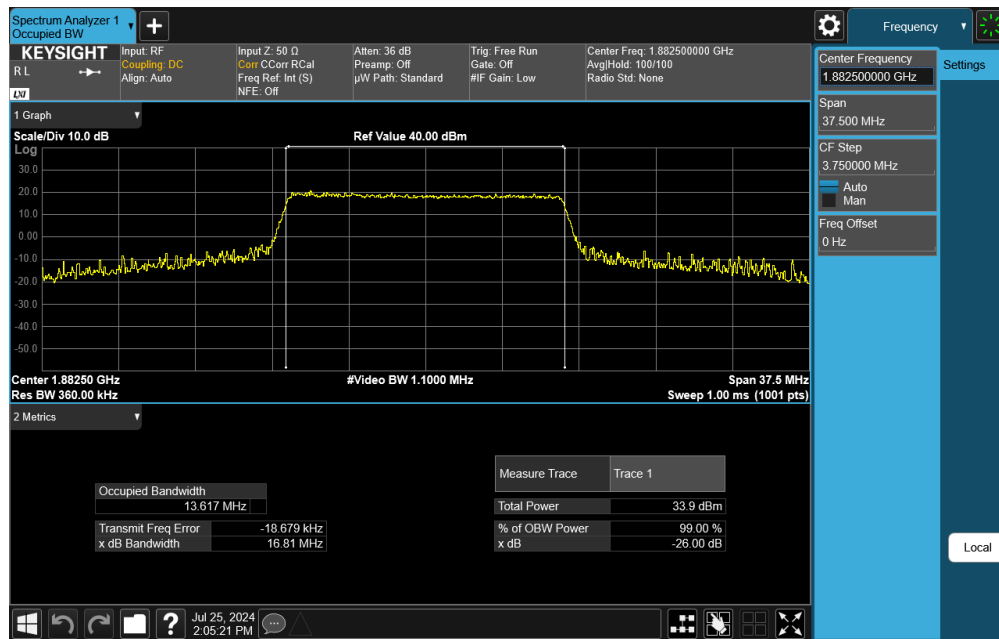 Spectrum Analyzer 1
Occupied BW
Frequency
KEYSIGHT
R L
LXI
Input: RF
Coupling: DC
Align: Auto
Input Z: 50 Ω
Corr CCorr RCal
Freq Ref: Int (S)
NFE: Off
Atten: 36 dB
Preamp: Off
µW Path: Standard
Trig: Free Run
Gate: Off
#IF Gain: Low
Center Freq: 1.882500000 GHz
Avg|Hold: 100/100
Radio Std: None
Center Frequency
1.882500000 GHz
Settings
Span
37.500 MHz
CF Step
3.750000 MHz
Auto
Man
Freq Offset
0 Hz
1 Graph
Scale/Div 10.0 dB
Ref Value 40.00 dBm
Log
30.0
20.0
10.0
0.00
-10.0
-20.0
-30.0
-40.0
-50.0
Center 1.88250 GHz
#Video BW 1.1000 MHz
Span 37.5 MHz
Res BW 360.00 kHz
Sweep 1.00 ms (1001 pts)
2 Metrics
Measure Trace
Trace 1
Occupied Bandwidth
13.617 MHz
Total Power
33.9 dBm
Transmit Freq Error
-18.679 kHz
% of OBW Power
99.00 %
x dB Bandwidth
16.81 MHz
x dB
-26.00 dB
Local
?
Jul 25, 2024
2:05:21 PM